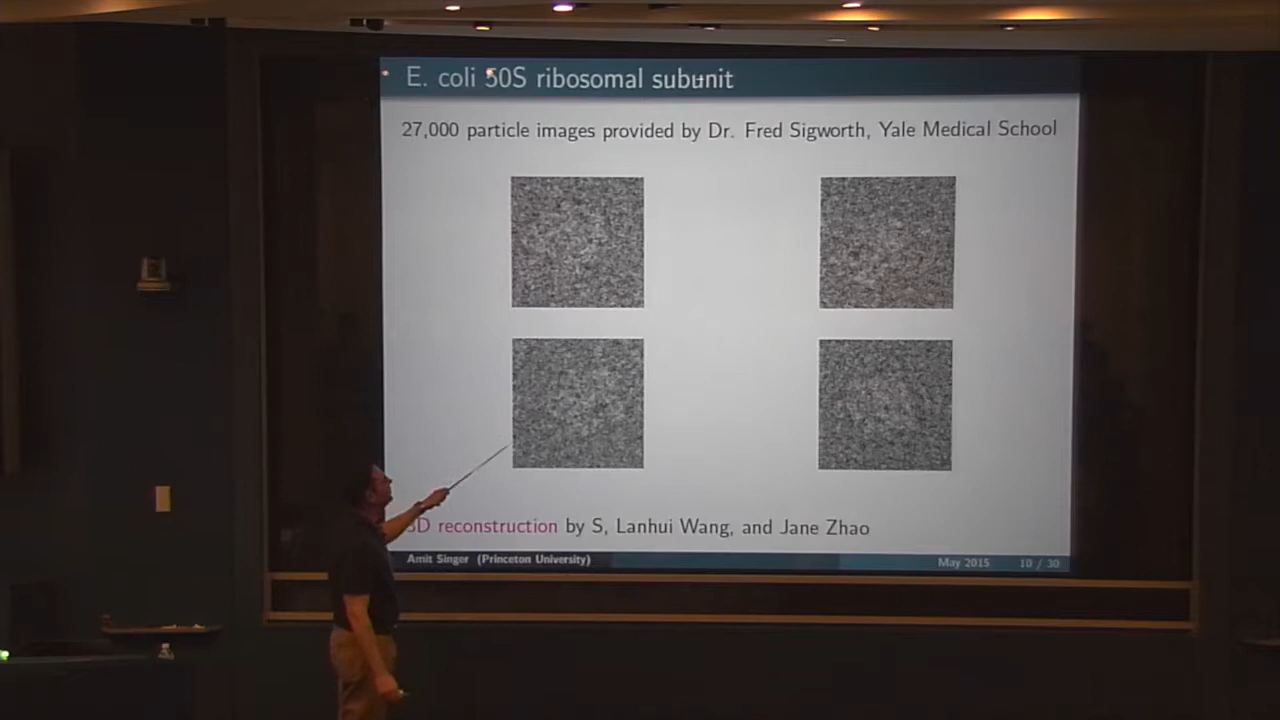 E. coli 50S ribosomal subunit
27,000 particle images provided by Dr. Fred Sigworth, Yale Medical School
3D reconstruction by S, Lanhui Wang, and Jane Zhao
Amit Singer (Princeton University)
May 2015
10 / 30